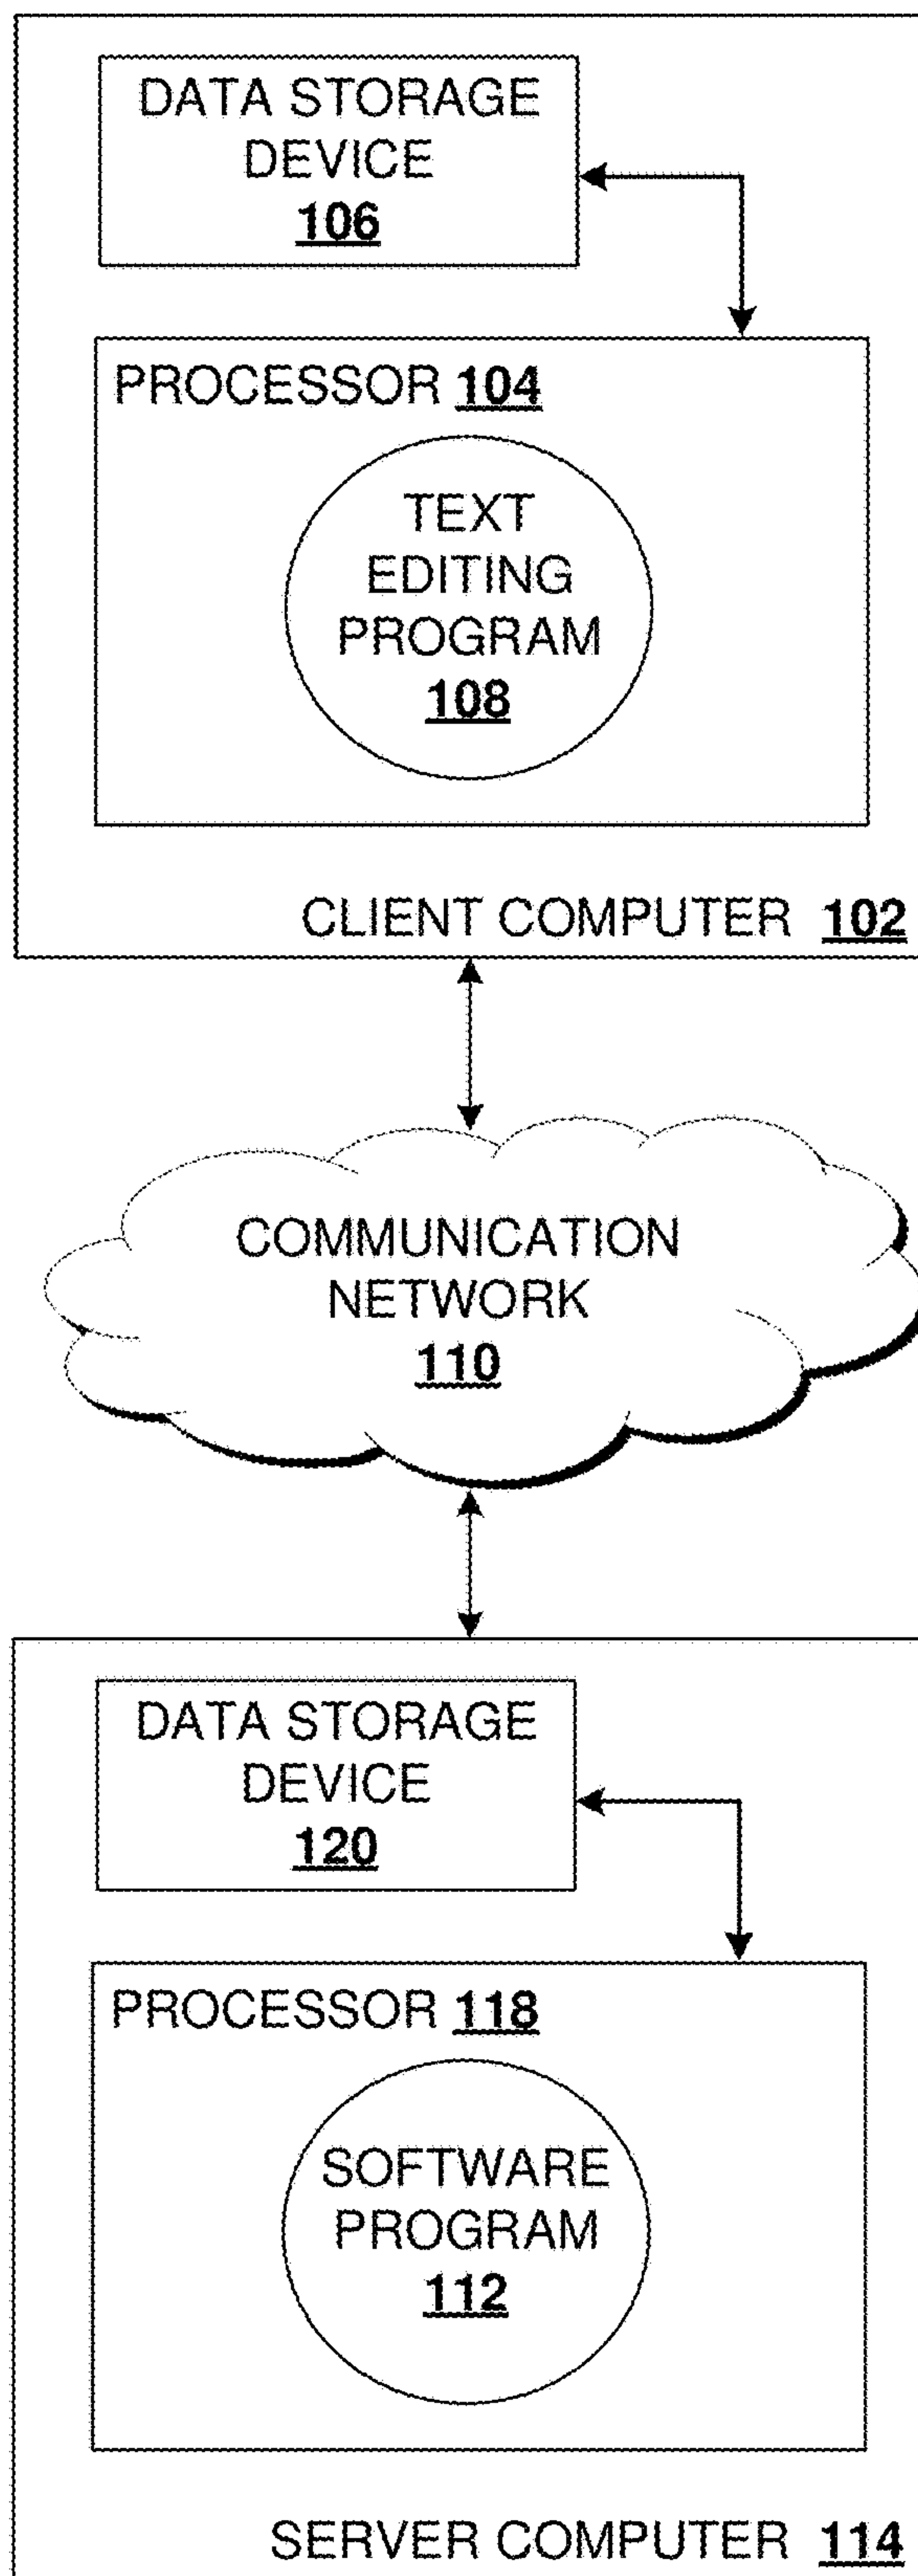 DATA STORAGE
DEVICE
106
PROCESSOR 104
TEXT
EDITING
PROGRAM
108
CLIENT COMPUTER 102
COMMUNICATION
NETWORK
110
DATA STORAGE
DEVICE
120
PROCESSOR 118
SOFTWARE
PROGRAM
112
SERVER COMPUTER 114